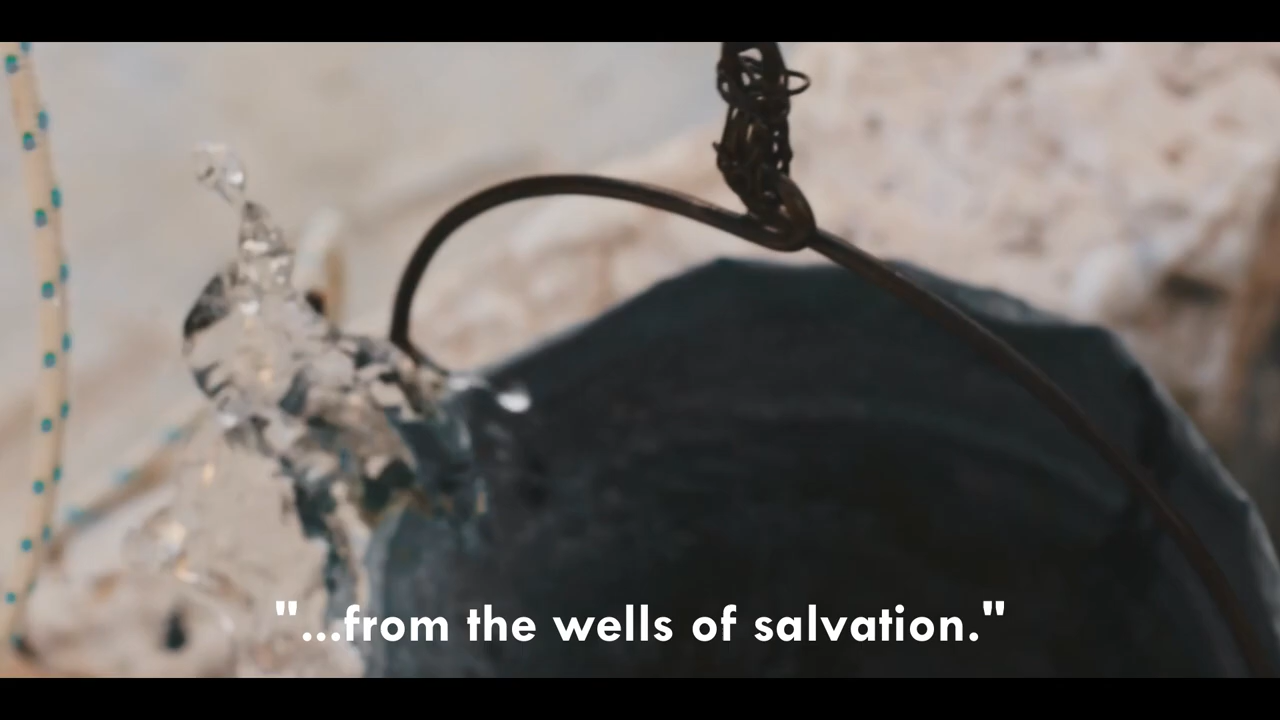 "...from the wells of salvation."